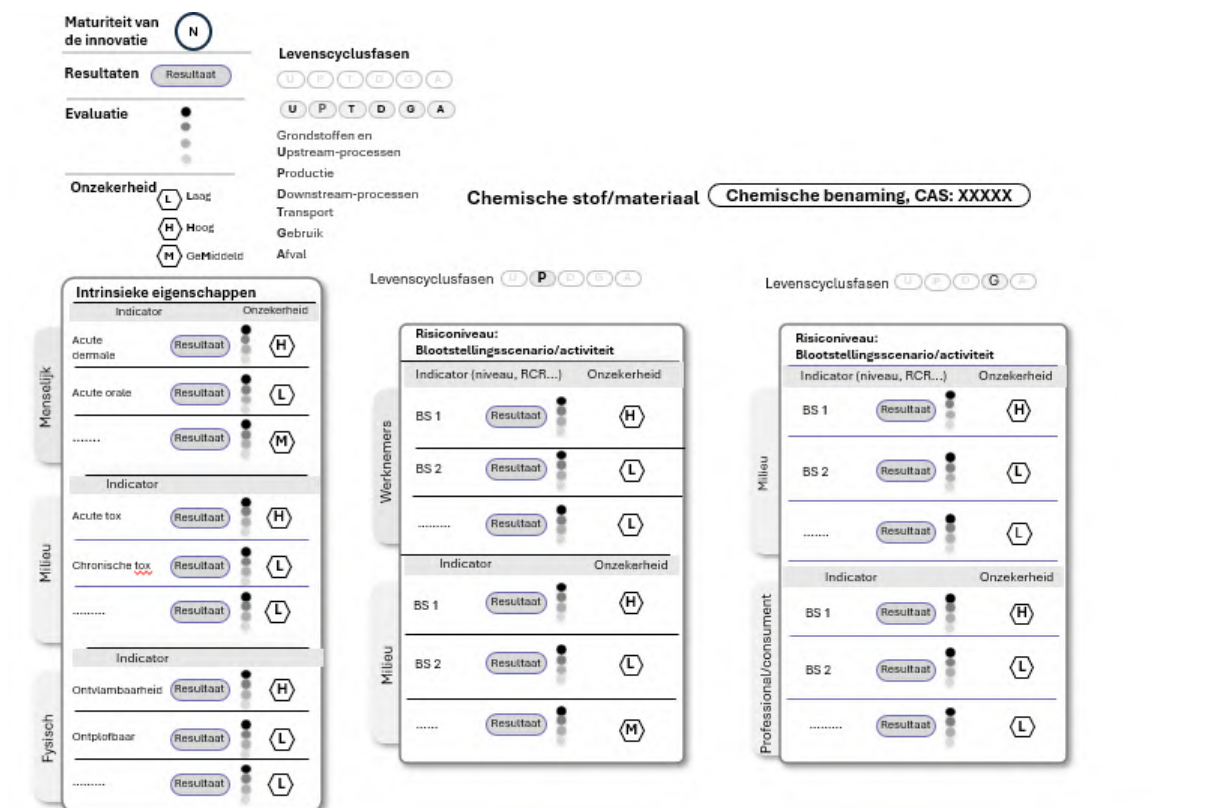 Maturiteit van
de innovatie
N
Resultaten
Resultaat
Evaluatie
Onzekerheid
L
Laag
H
Hoog
M
GeMiddeld
Levenscyclusfasen
U P T D G A
U P T D G A
Grondstoffen en
Upstream-processen
Productie
Downstream-processen
Transport
Gebruik
Afval
Chemische stof/materiaal
Chemische benaming, CAS: XXXXX
Intrinsieke eigenschappen
Indicator Onzekerheid
Menselijk
Acute
dermale
Resultaat H
Acute orale Resultaat L
....... Resultaat M
Indicator
Milieu
Acute tox Resultaat H
Chronische tox Resultaat L
......... Resultaat L
Indicator
Fysisch
Ontvlambaarheid Resultaat H
Ontplofbaar Resultaat L
......... Resultaat L
Levenscyclusfasen U P D G A
Risiconiveau:
Blootstellingsscenario/activiteit
Indicator (niveau, RCR...) Onzekerheid
Werknemers
BS 1 Resultaat H
BS 2 Resultaat L
......... Resultaat L
Indicator Onzekerheid
Milieu
BS 1 Resultaat H
BS 2 Resultaat L
...... Resultaat M
Levenscyclusfasen U P D G A
Risiconiveau:
Blootstellingsscenario/activiteit
Indicator (niveau, RCR...) Onzekerheid
Milieu
BS 1 Resultaat H
BS 2 Resultaat L
....... Resultaat L
Indicator Onzekerheid
Professional/consument
BS 1 Resultaat H
BS 2 Resultaat L
......... Resultaat L